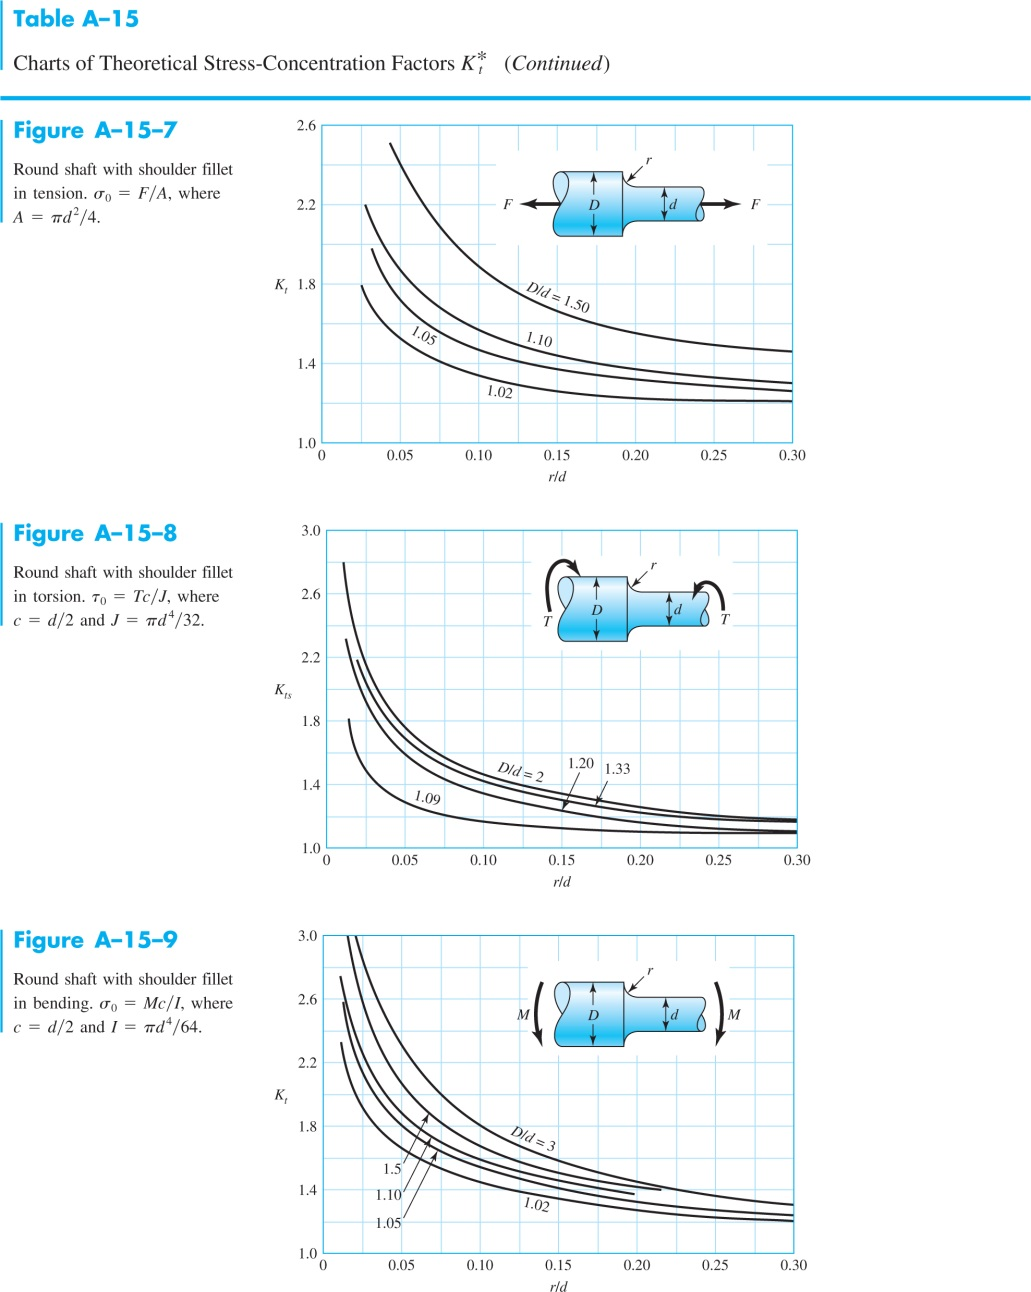 Table A–15
Charts of Theoretical Stress-Concentration Factors K*t (Continued)
Figure A–15–7
Round shaft with shoulder fillet
in tension. σ0 = F/A, where
A = πd²/4.
2.6
2.2
Kt 1.8
1.4
1.0
0 0.05 0.10 0.15 0.20 0.25 0.30
r/d
r
F D d F
D/d = 1.50
1.10
1.05
1.02
Figure A–15–8
Round shaft with shoulder fillet
in torsion. τ0 = Tc/J, where
c = d/2 and J = πd⁴/32.
3.0
2.6
2.2
Kts
1.8
1.4
1.0
0 0.05 0.10 0.15 0.20 0.25 0.30
r/d
r
D d
T T
D/d = 2
1.20
1.33
1.09
Figure A–15–9
Round shaft with shoulder fillet
in bending. σ0 = Mc/I, where
c = d/2 and I = πd⁴/64.
3.0
2.6
2.2
Kt
1.8
1.4
1.0
0 0.05 0.10 0.15 0.20 0.25 0.30
r/d
r
M D d M
D/d = 3
1.5
1.10
1.05
1.02